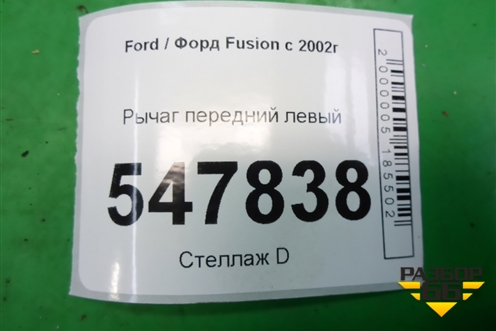 Ford / Форд Fusion с 2002г
Рычаг передний левый
547838
Стеллаж D
2000005185502
РАЗБОР
66